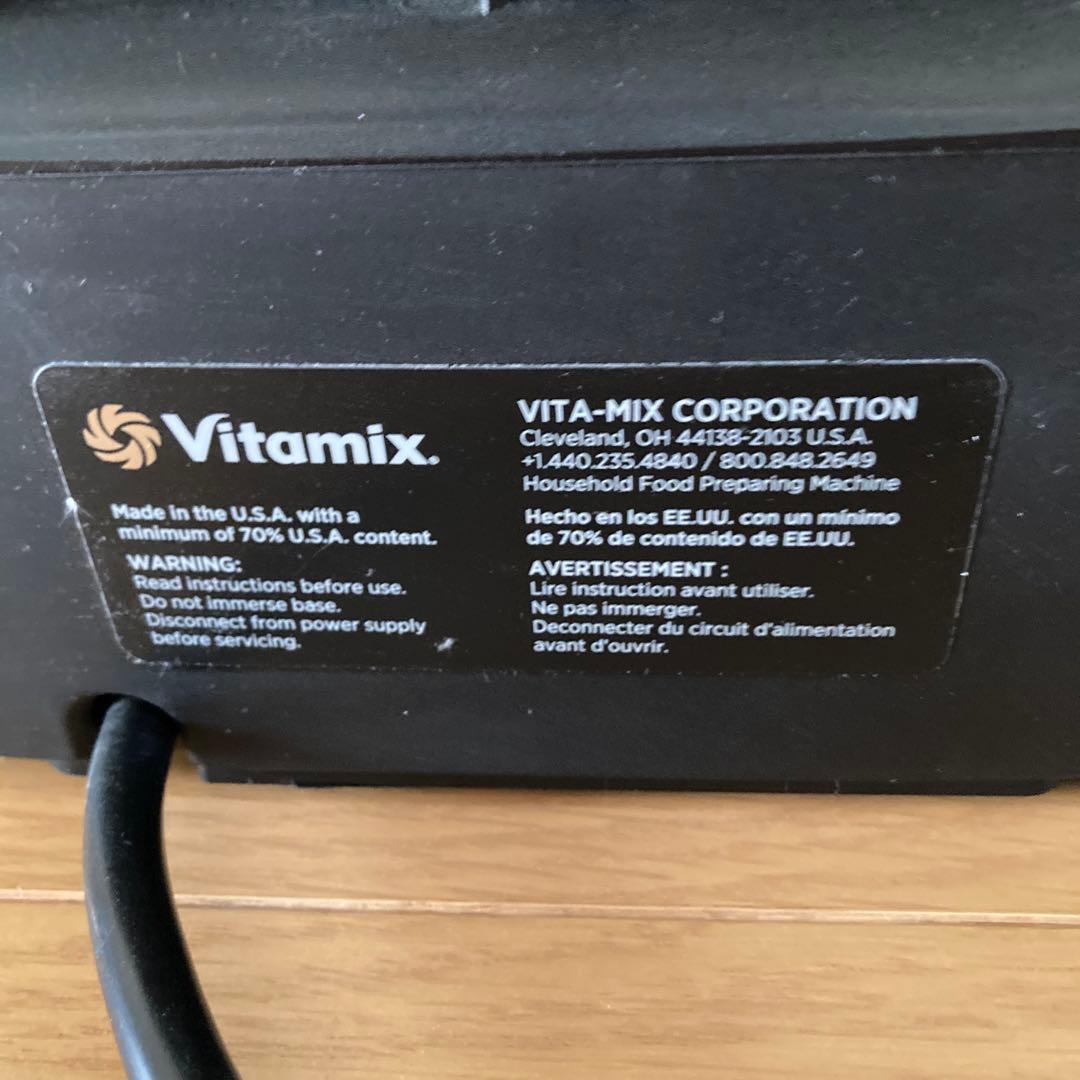 Vitamix.
Made in the U.S.A. with a
minimum of 70% U.S.A. content.
WARNING:
Read instructions before use.
Do not immerse base.
Disconnect from power supply
before servicing.
VITA-MIX CORPORATION
Cleveland, OH 44138-2103 U.S.A.
+1.440.235.4840 / 800.848.2649
Household Food Preparing Machine
Hecho en los EE.UU. con un mínimo
de 70% de contenido de EE.UU.
AVERTISSEMENT :
Lire instruction avant utiliser.
Ne pas immerger.
Deconnecter du circuit d'alimentation
avant d'ouvrir.